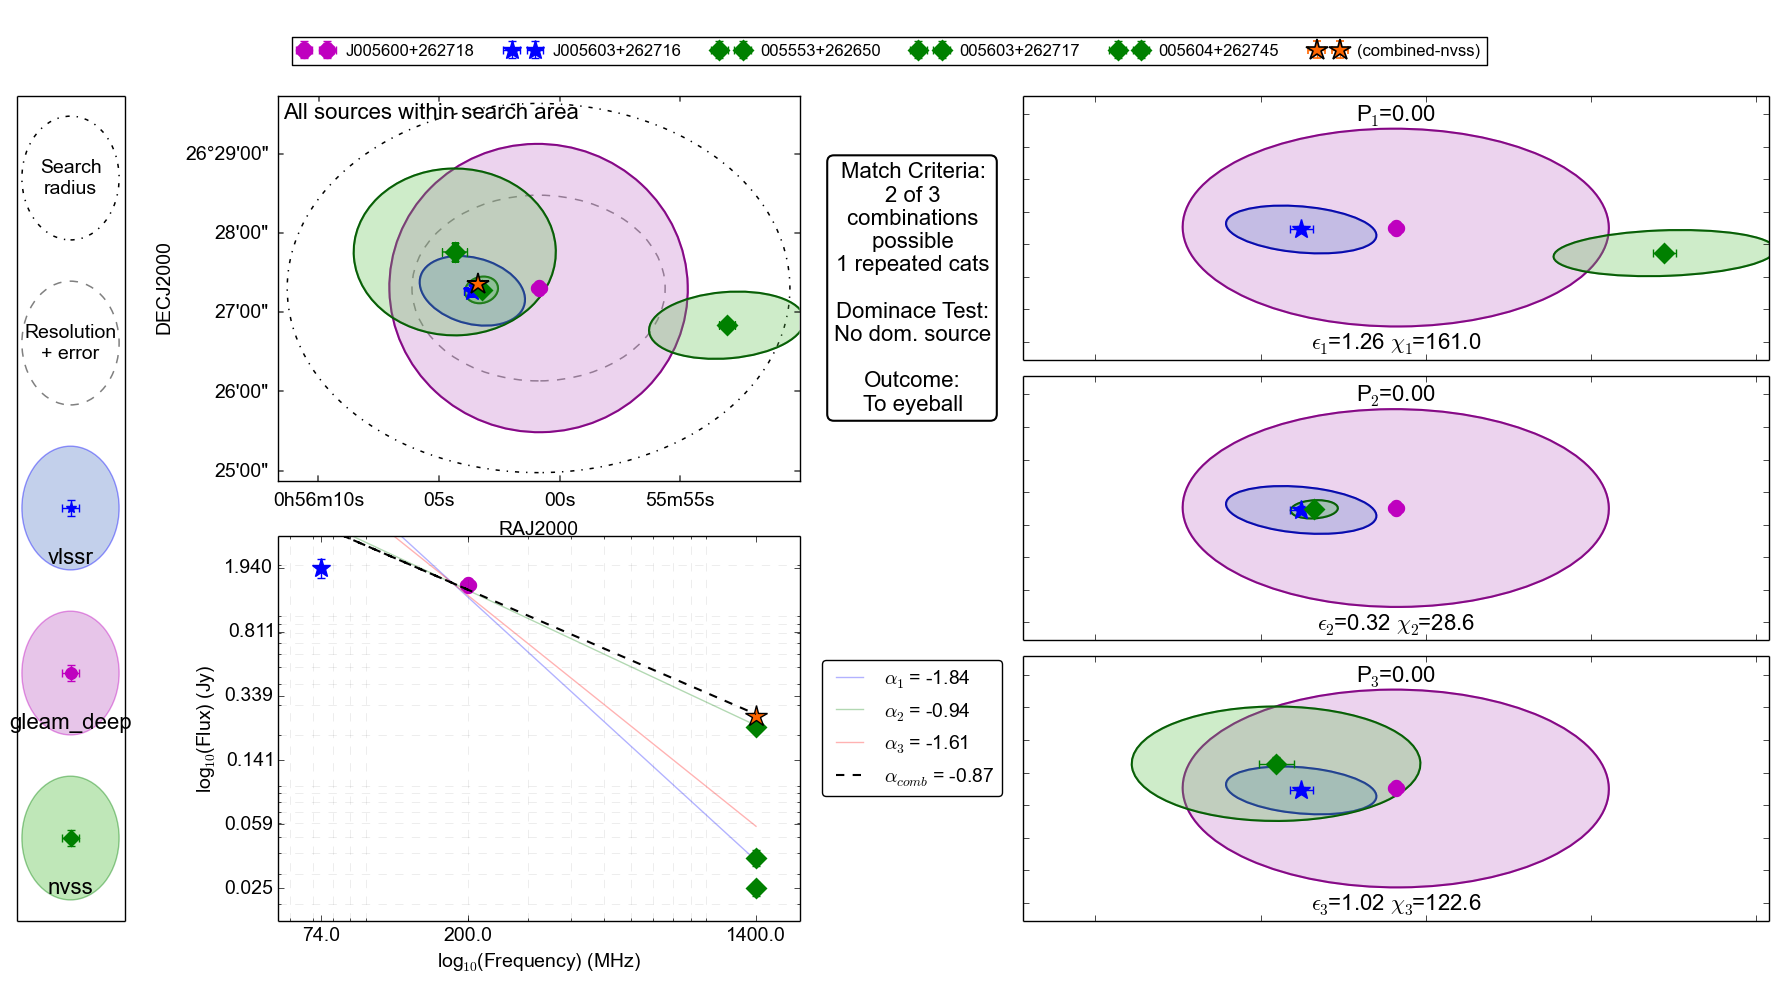 J005600+262718 J005603+262716 005553+262650 005603+262717 005604+262745 (combined-nvss)
Search
radius
Resolution
+ error
vlssr
gleam_deep
nvss
All sources within search area
DECJ2000
26°29'00"
28'00"
27'00"
26'00"
25'00"
0h56m10s 05s 00s 55m55s
RAJ2000
log₁₀(Flux) (Jy)
1.940
0.811
0.339
0.141
0.059
0.025
74.0 200.0 1400.0
log₁₀(Frequency) (MHz)
Match Criteria:
2 of 3
combinations
possible
1 repeated cats
Dominace Test:
No dom. source
Outcome:
To eyeball
α₁ = -1.84
α₂ = -0.94
α₃ = -1.61
α_comb = -0.87
P₁=0.00
ϵ₁=1.26 χ₁=161.0
P₂=0.00
ϵ₂=0.32 χ₂=28.6
P₃=0.00
ϵ₃=1.02 χ₃=122.6